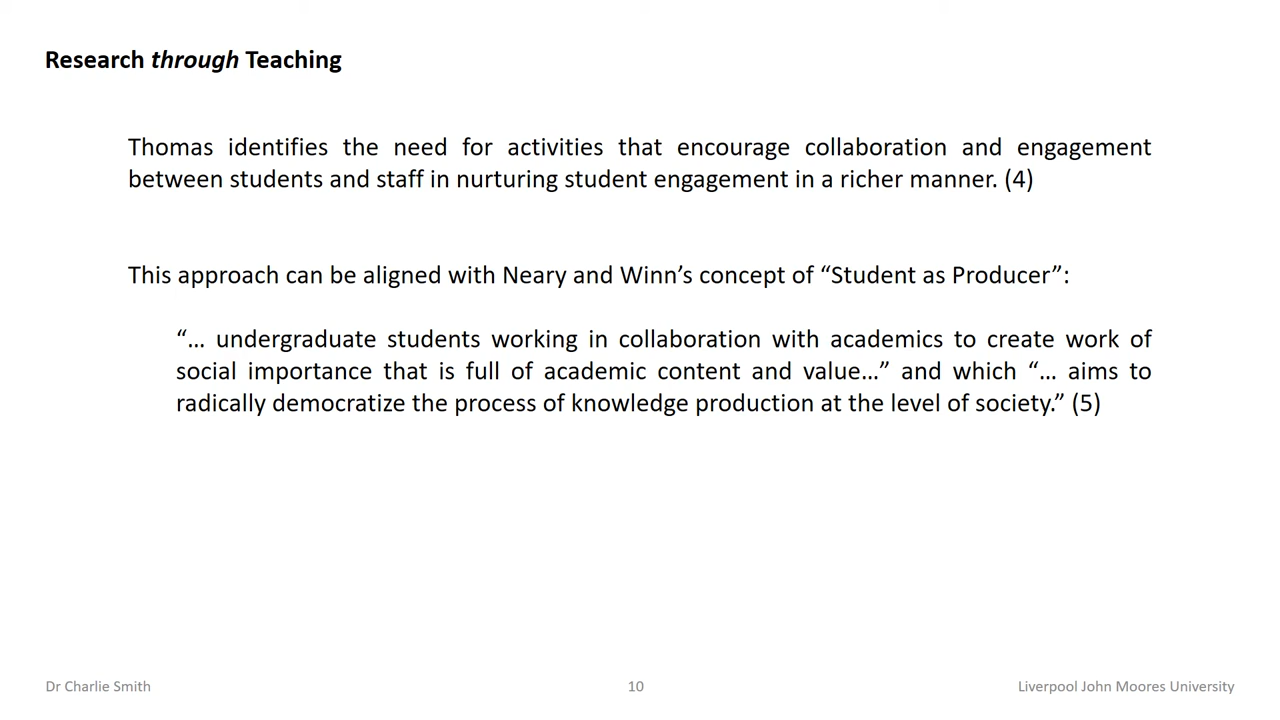 Research through Teaching
Thomas identifies the need for activities that encourage collaboration and engagement
between students and staff in nurturing student engagement in a richer manner. (4)
This approach can be aligned with Neary and Winn’s concept of “Student as Producer”:
“… undergraduate students working in collaboration with academics to create work of
social importance that is full of academic content and value…” and which “… aims to
radically democratize the process of knowledge production at the level of society.” (5)
Dr Charlie Smith
10
Liverpool John Moores University